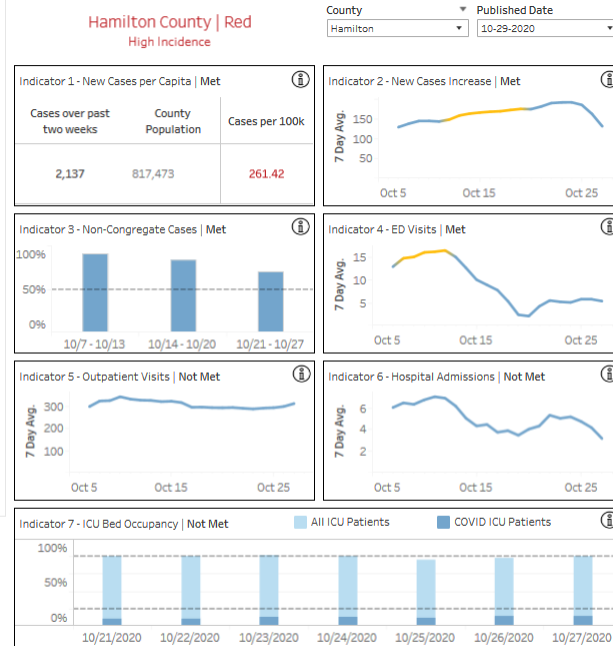 Hamilton County | Red
High Incidence
County
Hamilton
Published Date
10-29-2020
Indicator 1 - New Cases per Capita | Met
Cases over past two weeks
County Population
Cases per 100k
2,137
817,473
261.42
Indicator 2 - New Cases Increase | Met
7 Day Avg.
150
100
50
Oct 5
Oct 15
Oct 25
Indicator 3 - Non-Congregate Cases | Met
100%
50%
0%
10/7 - 10/13
10/14 - 10/20
10/21 - 10/27
Indicator 4 - ED Visits | Met
7 Day Avg.
15
10
5
Oct 5
Oct 15
Oct 25
Indicator 5 - Outpatient Visits | Not Met
7 Day Avg.
300
200
100
Oct 5
Oct 15
Oct 25
Indicator 6 - Hospital Admissions | Not Met
7 Day Avg.
6
4
2
Oct 5
Oct 15
Oct 25
Indicator 7 - ICU Bed Occupancy | Not Met
All ICU Patients
COVID ICU Patients
100%
50%
0%
10/21/2020
10/22/2020
10/23/2020
10/24/2020
10/25/2020
10/26/2020
10/27/2020